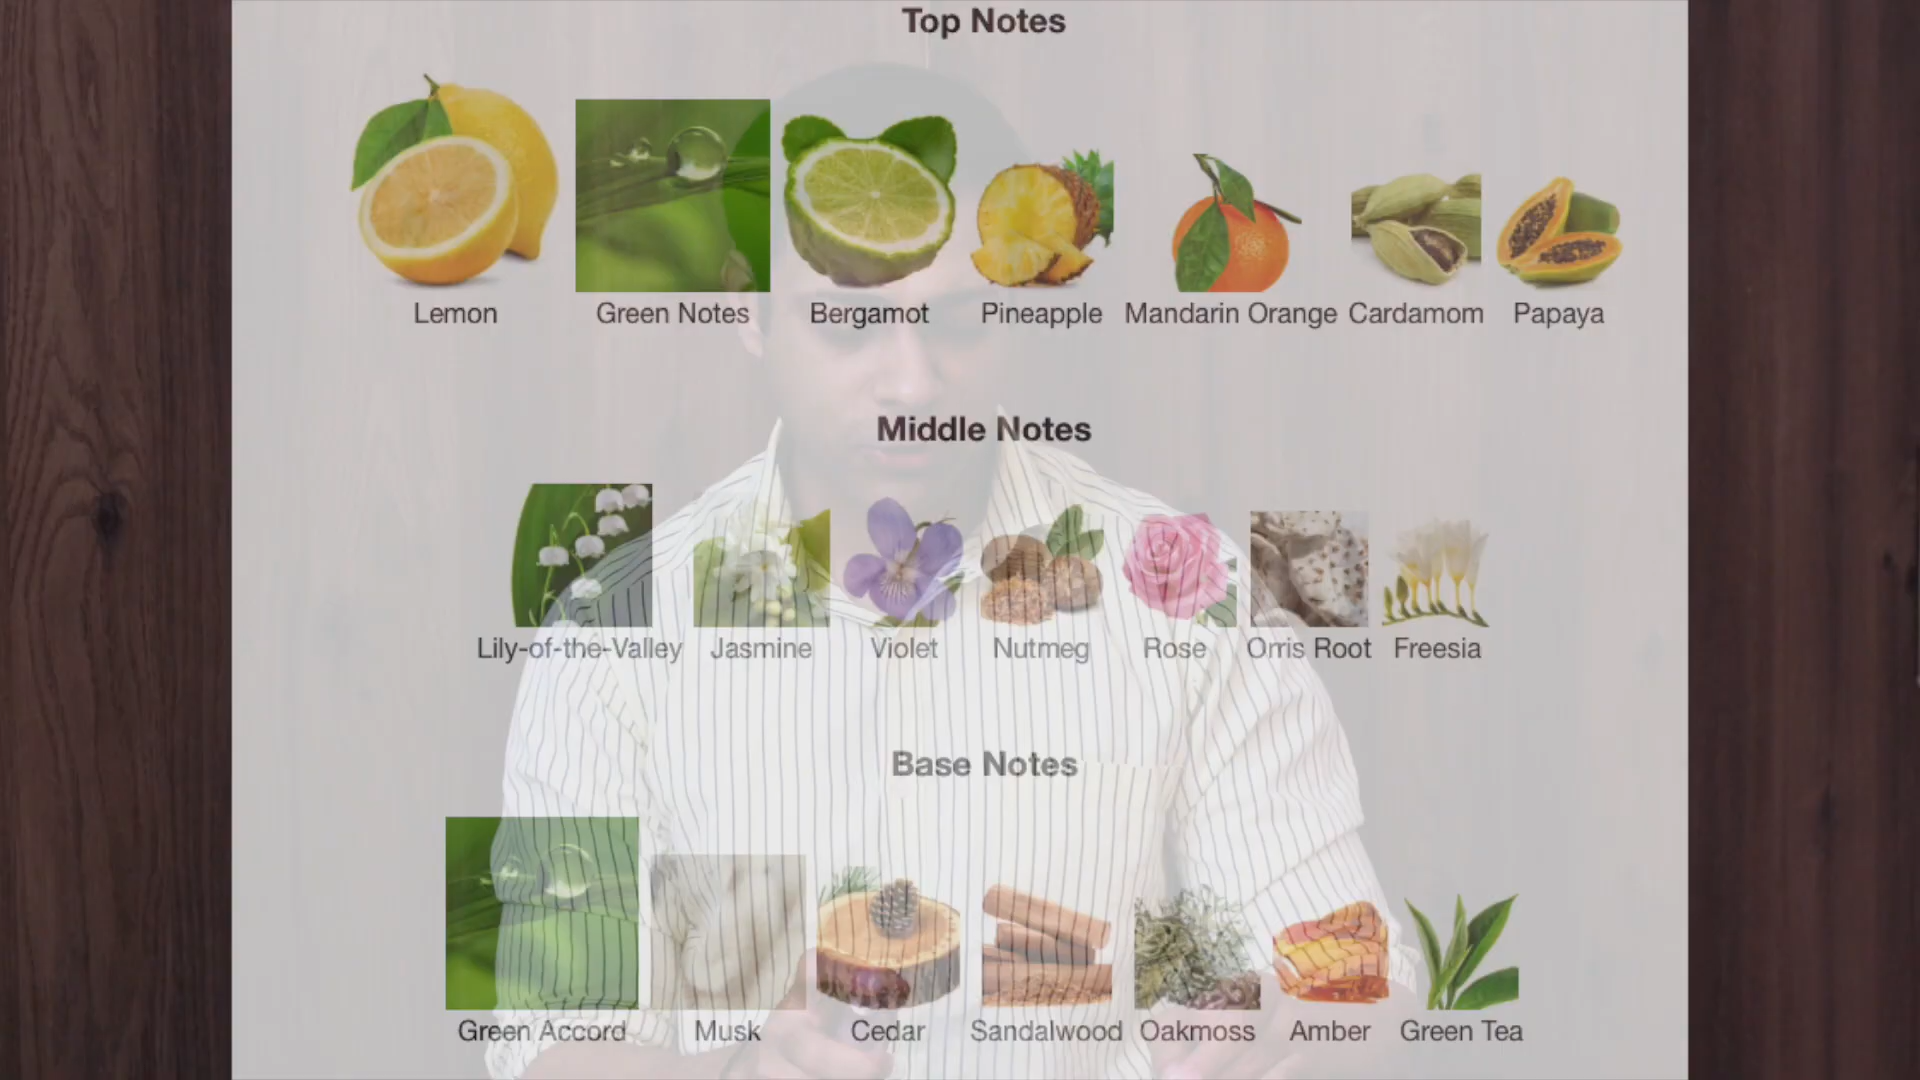 Top Notes
Lemon Green Notes Bergamot Pineapple Mandarin Orange Cardamom Papaya
Middle Notes
Lily-of-the-Valley Jasmine Violet Nutmeg Rose Orris Root Freesia
Base Notes
Green Accord Musk Cedar Sandalwood Oakmoss Amber Green Tea